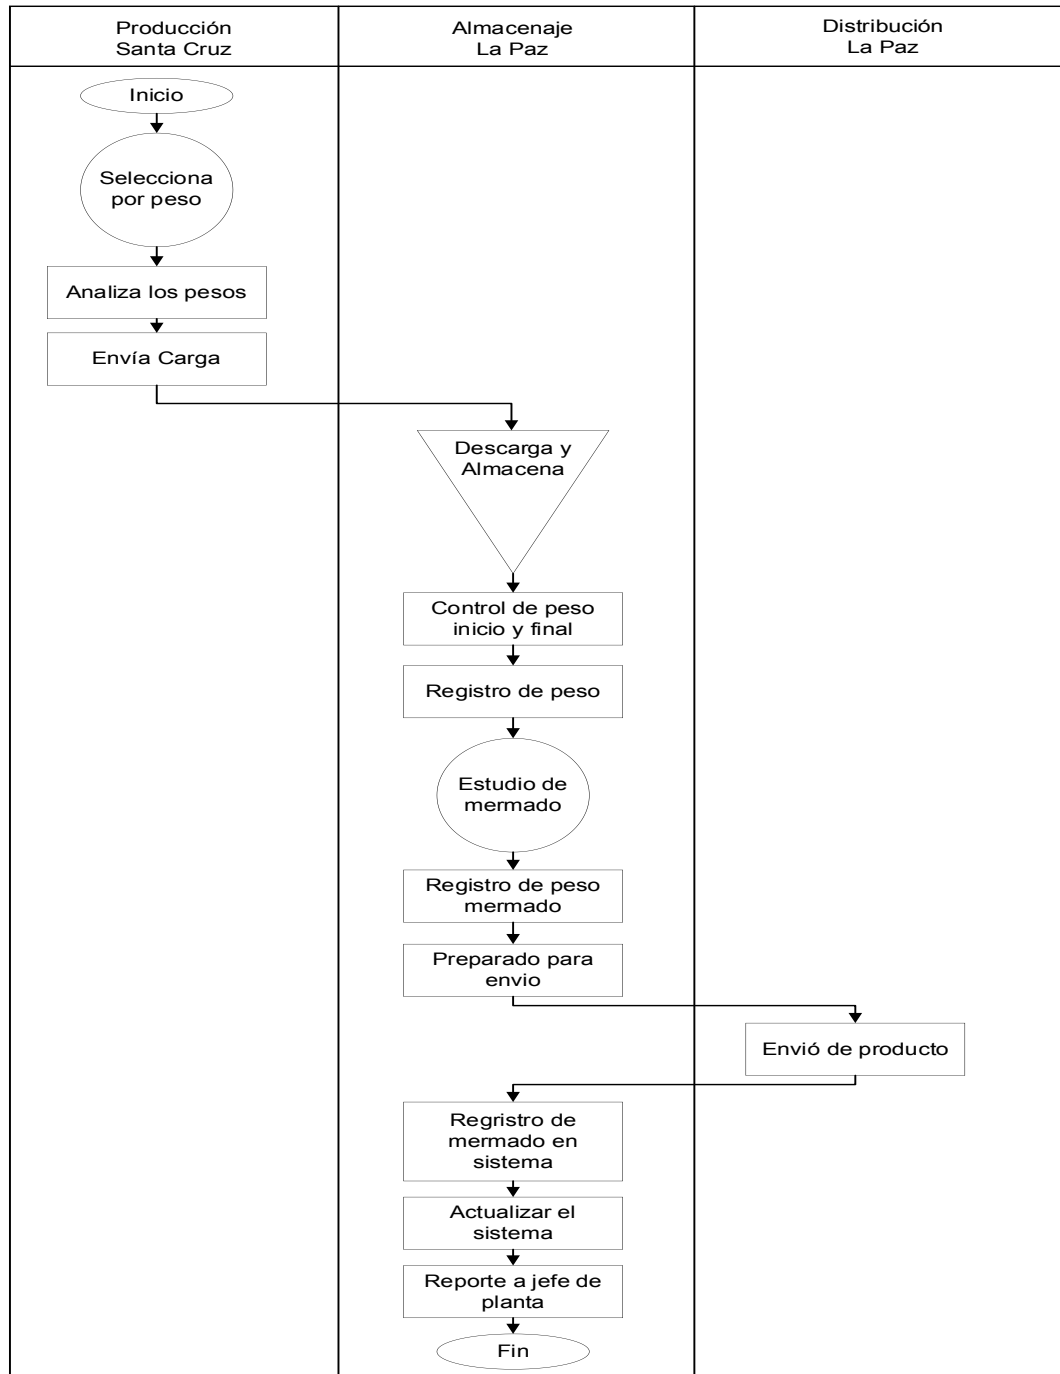 Producción
Santa Cruz
Almacenaje
La Paz
Distribución
La Paz
Inicio
Selecciona
por peso
Analiza los pesos
Envía Carga
Descarga y
Almacena
Control de peso
inicio y final
Registro de peso
Estudio de
mermado
Registro de peso
mermado
Preparado para
envio
Envió de producto
Regristro de
mermado en
sistema
Actualizar el
sistema
Reporte a jefe de
planta
Fin